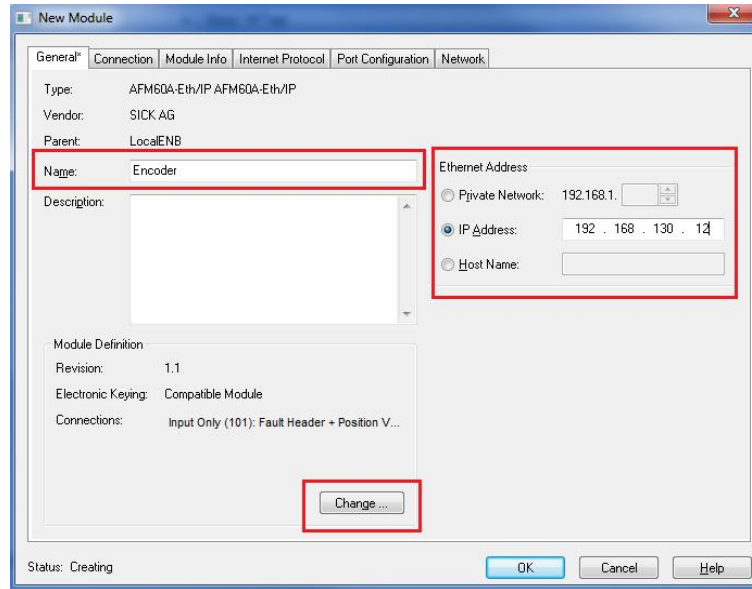 New Module
General* Connection Module Info Internet Protocol Port Configuration Network
Type: AFM60A-Eth/IP AFM60A-Eth/IP
Vendor: SICK AG
Parent: LocalENB
Name: Encoder
Description:
Ethernet Address
Private Network: 192.168.1.
IP Address: 192 . 168 . 130 . 12
Host Name:
Module Definition
Revision: 1.1
Electronic Keying: Compatible Module
Connections: Input Only (101): Fault Header + Position V...
Change ...
Status: Creating
OK Cancel Help